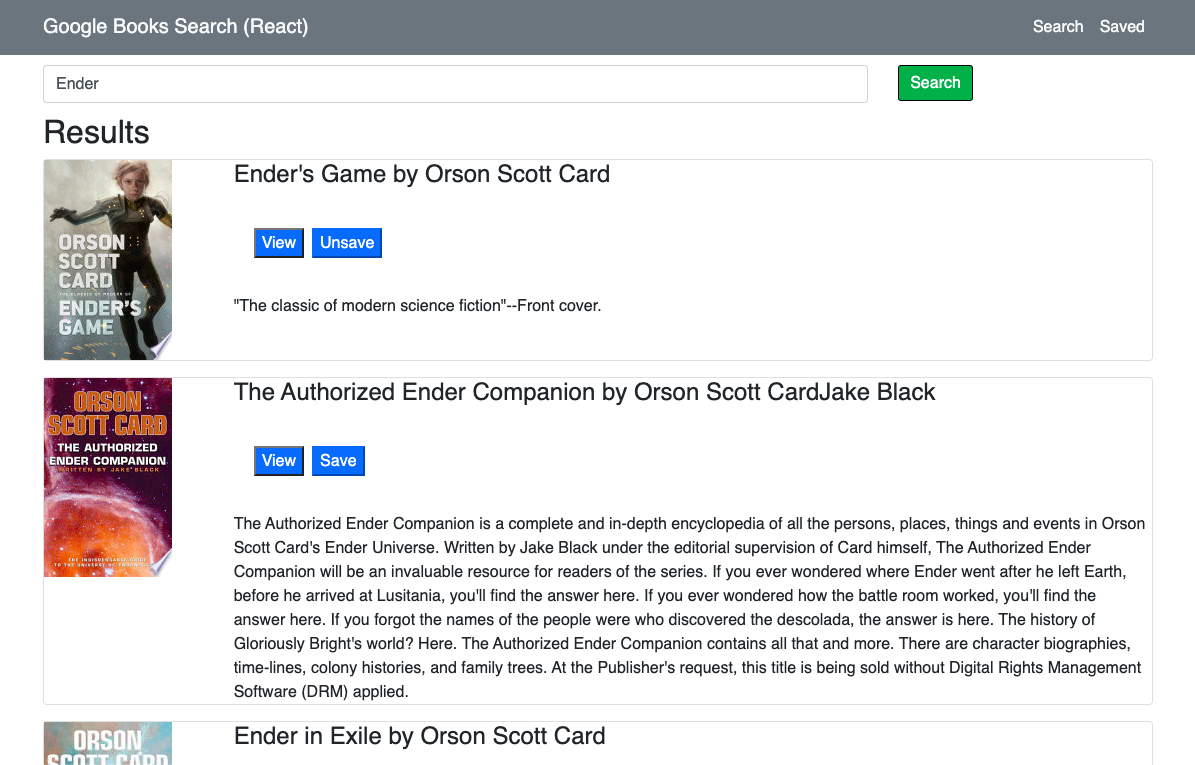 Google Books Search (React)
Search Saved
Ender
Search
Results
ORSON
SCOTT
CARD
THE CLASSIC OF MODERN SF
ENDER'S
GAME
Ender's Game by Orson Scott Card
View Unsave
"The classic of modern science fiction"--Front cover.
ORSON
SCOTT CARD
THE AUTHORIZED
ENDER COMPANION
WRITTEN BY JAKE BLACK
THE INDISPENSABLE GUIDE
The Authorized Ender Companion by Orson Scott CardJake Black
View Save
The Authorized Ender Companion is a complete and in-depth encyclopedia of all the persons, places, things and events in Orson
Scott Card's Ender Universe. Written by Jake Black under the editorial supervision of Card himself, The Authorized Ender
Companion will be an invaluable resource for readers of the series. If you ever wondered where Ender went after he left Earth,
before he arrived at Lusitania, you'll find the answer here. If you ever wondered how the battle room worked, you'll find the
answer here. If you forgot the names of the people were who discovered the descolada, the answer is here. The history of
Gloriously Bright's world? Here. The Authorized Ender Companion contains all that and more. There are character biographies,
time-lines, colony histories, and family trees. At the Publisher's request, this title is being sold without Digital Rights Management
Software (DRM) applied.
ORSON
SCOTT CARD
Ender in Exile by Orson Scott Card